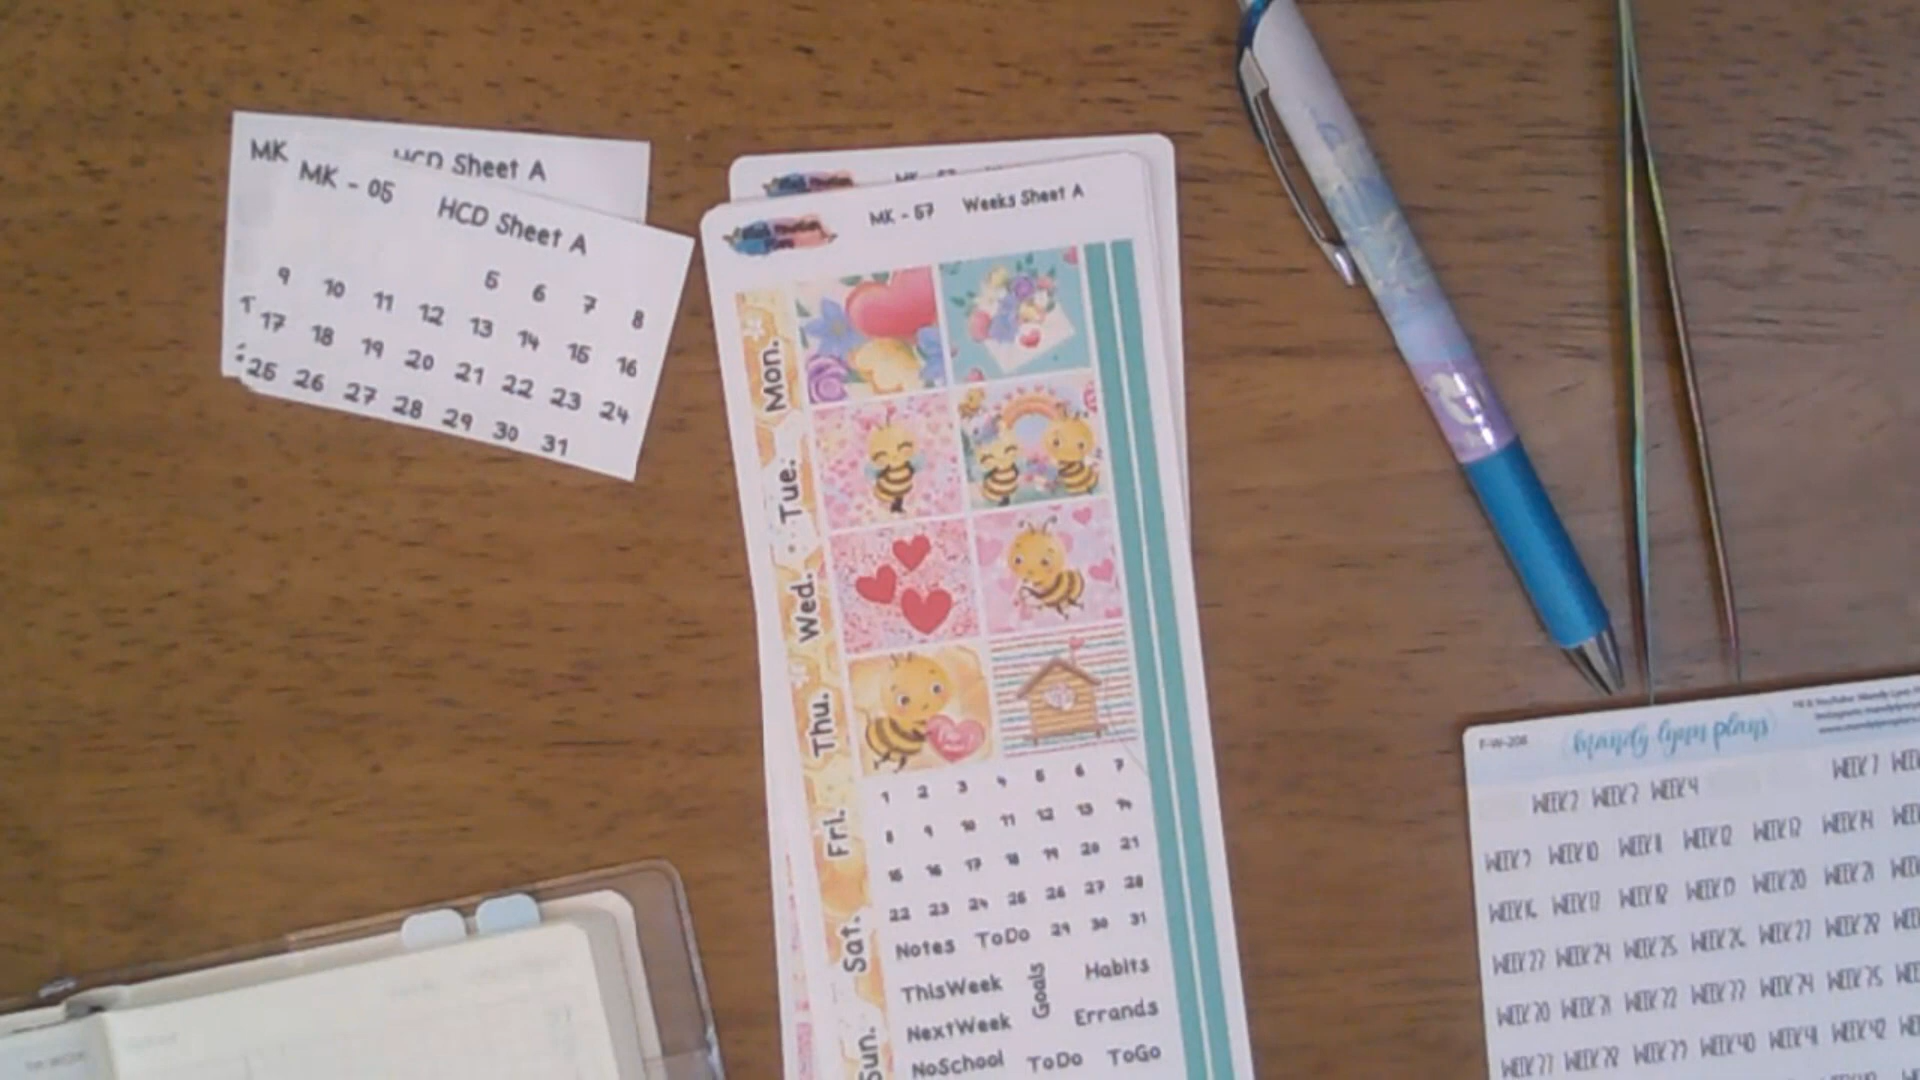 MK
HCD Sheet A
MK - 05
HCD Sheet A
5 6 7 8
9 10 11 12 13 14 15 16
17 18 19 20 21 22 23 24
25 26 27 28 29 30 31
MK - 57 Weeks Sheet A
Mon.
Tue.
Wed.
Thu.
Fri.
Sat.
Sun.
1 2 3 4 5 6 7
8 9 10 11 12 13 14
15 16 17 18 19 20 21
22 23 24 25 26 27 28
Notes ToDo 29 30 31
ThisWeek Goals Habits
NextWeek Errands
NoSchool ToDo ToGo
F-W-206 brandy lynn plans
WEEK 2 WEEK 3 WEEK 4 WEEK 7
WEEK 9 WEEK 10 WEEK 11 WEEK 12 WEEK 13 WEEK 14
WEEK 16 WEEK 17 WEEK 18 WEEK 19 WEEK 20 WEEK 21
WEEK 23 WEEK 24 WEEK 25 WEEK 26 WEEK 27 WEEK 28
WEEK 30 WEEK 31 WEEK 32 WEEK 33 WEEK 34 WEEK 35
WEEK 37 WEEK 38 WEEK 39 WEEK 40 WEEK 41 WEEK 42